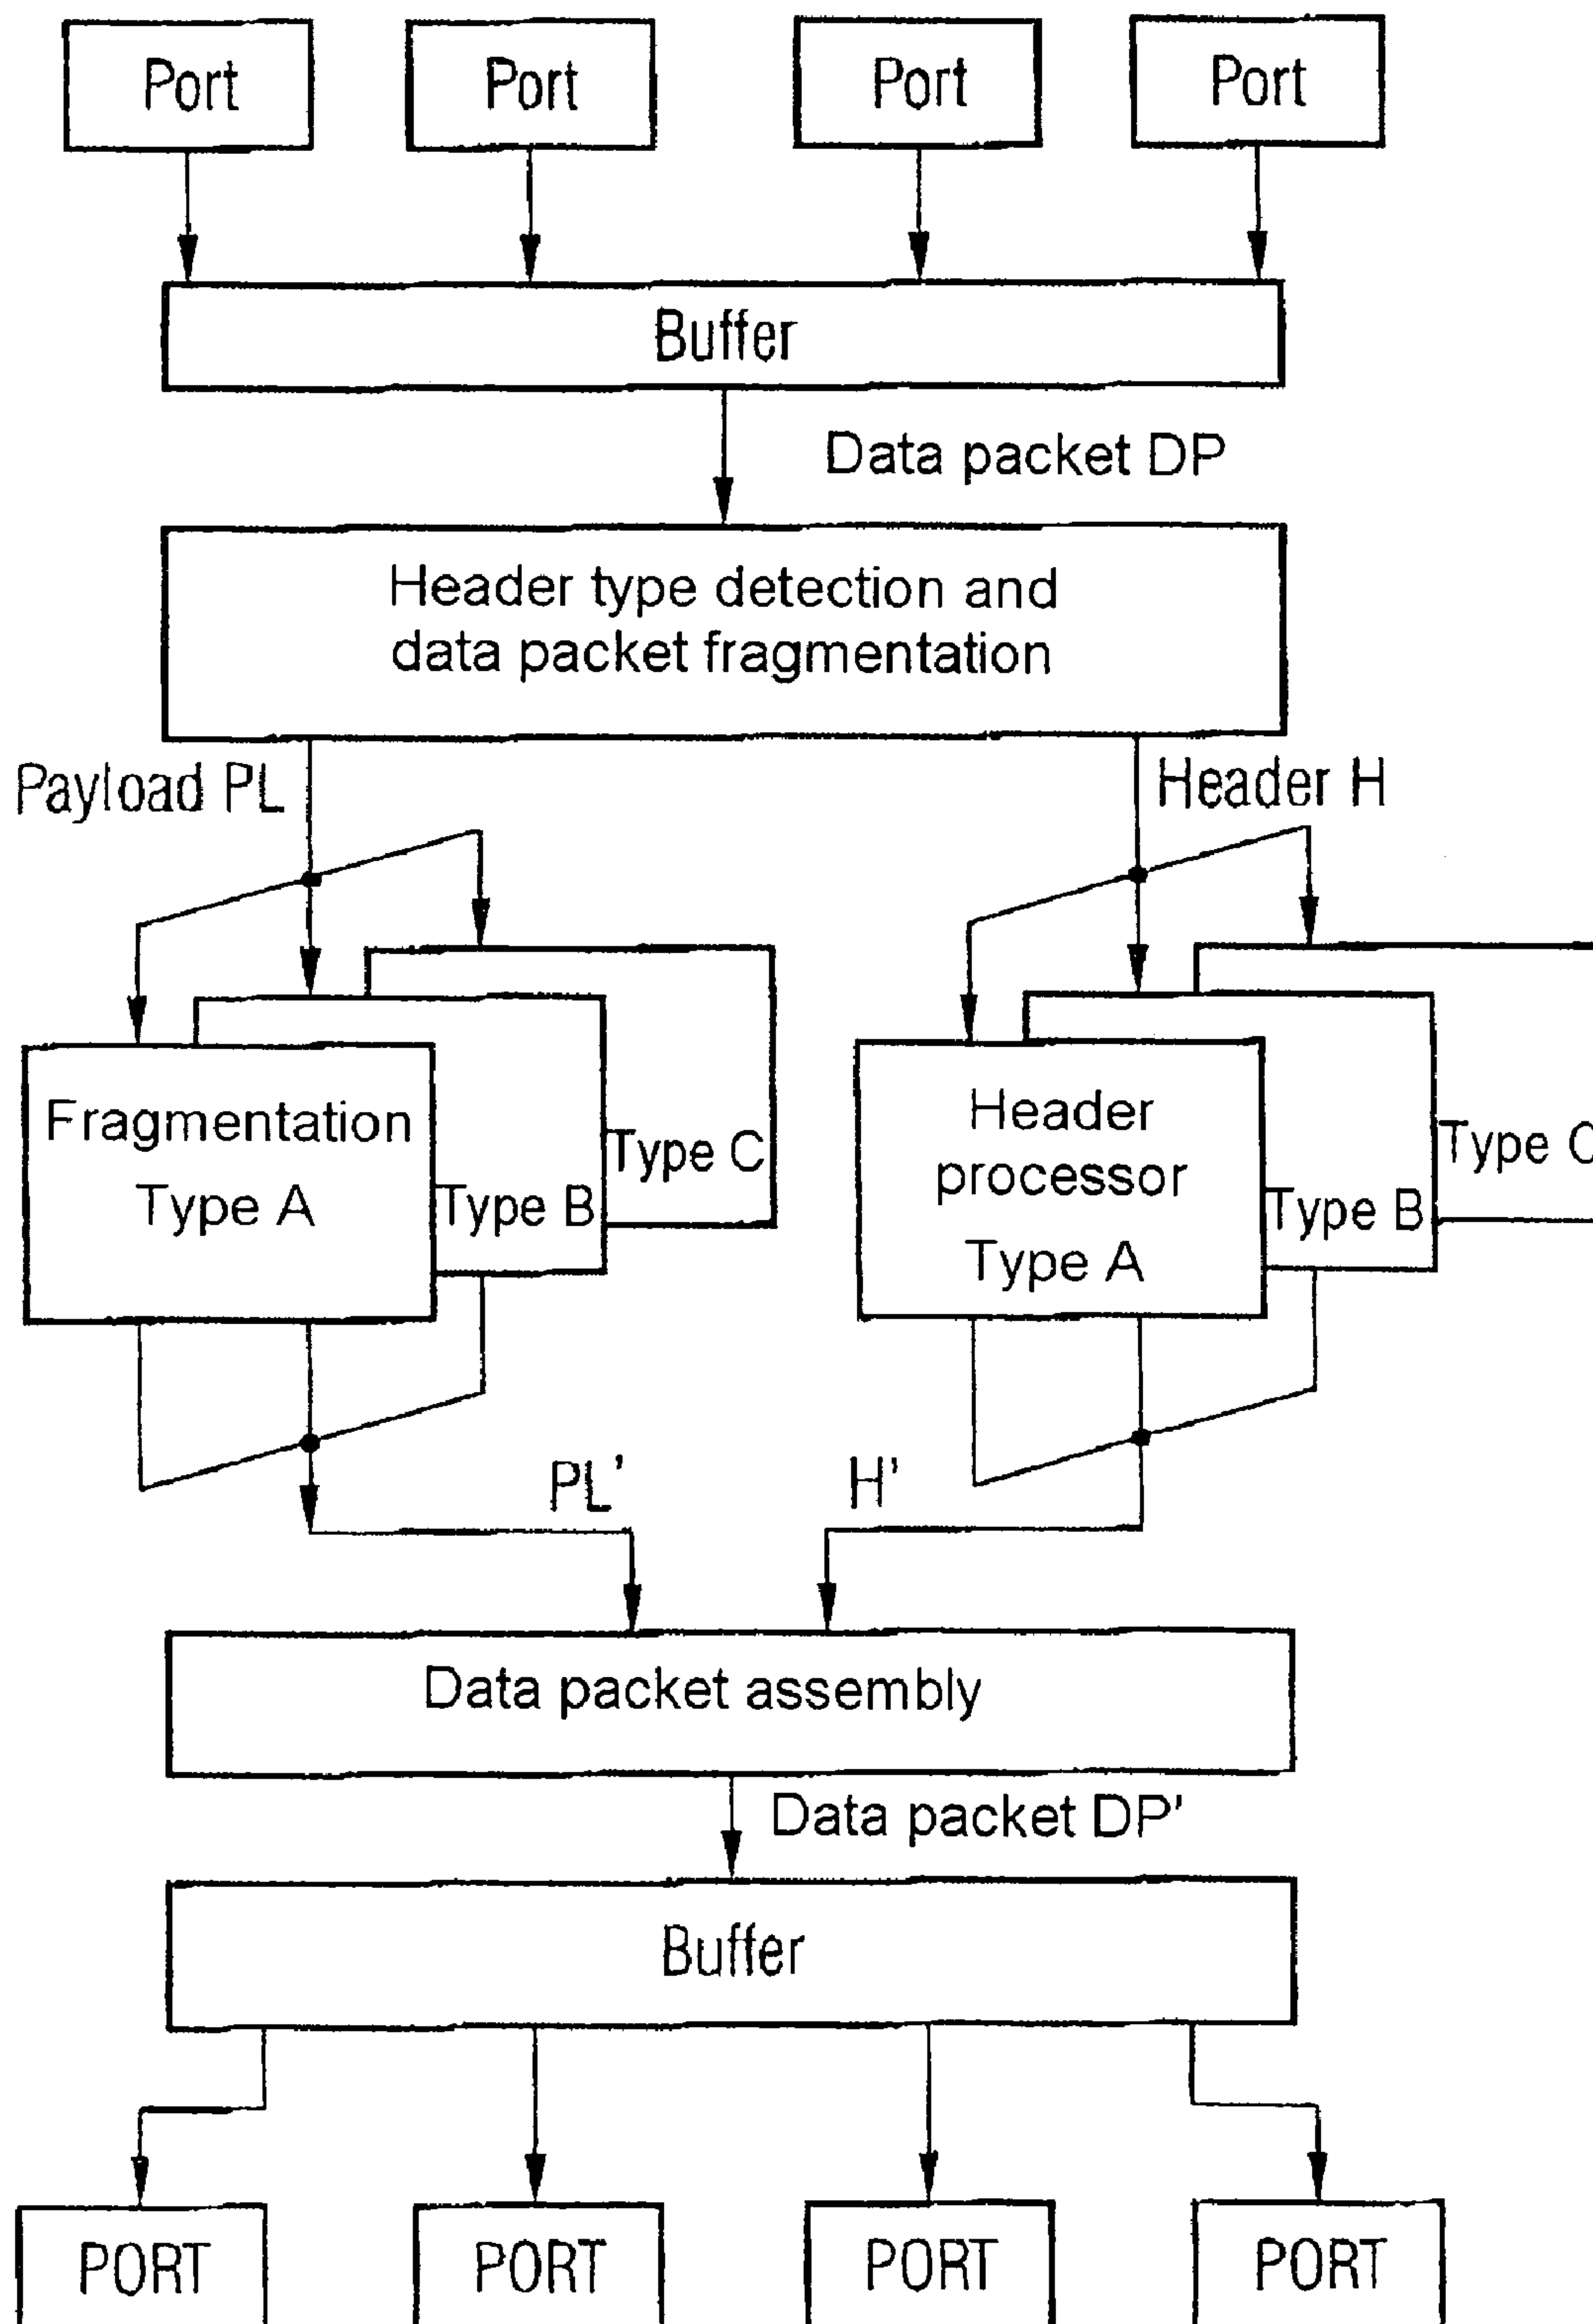 Port
Port
Port
Port
Buffer
Data packet DP
Header type detection and
data packet fragmentation
Payload PL
Header H
Fragmentation
Type A
Type B
Type C
Header
processor
Type A
Type B
Type C
PL'
H'
Data packet assembly
Data packet DP'
Buffer
PORT
PORT
PORT
PORT